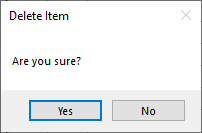 Delete Item
Are you sure?
Yes
No